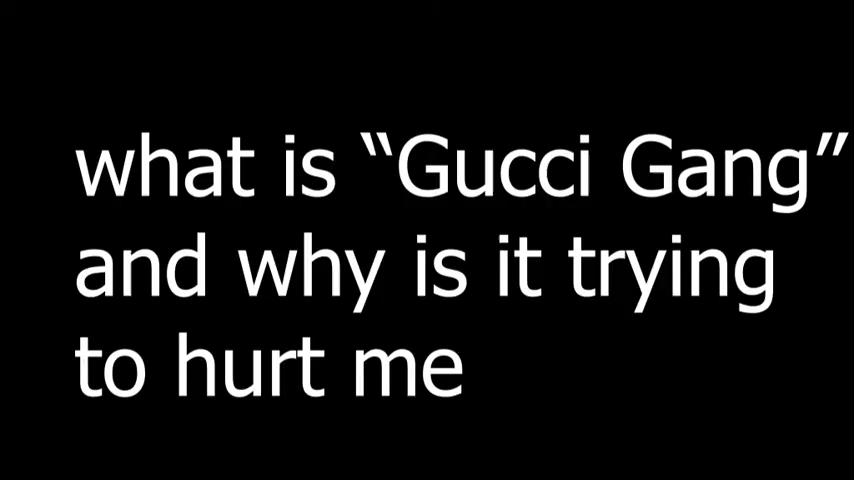 what is “Gucci Gang”
and why is it trying
to hurt me